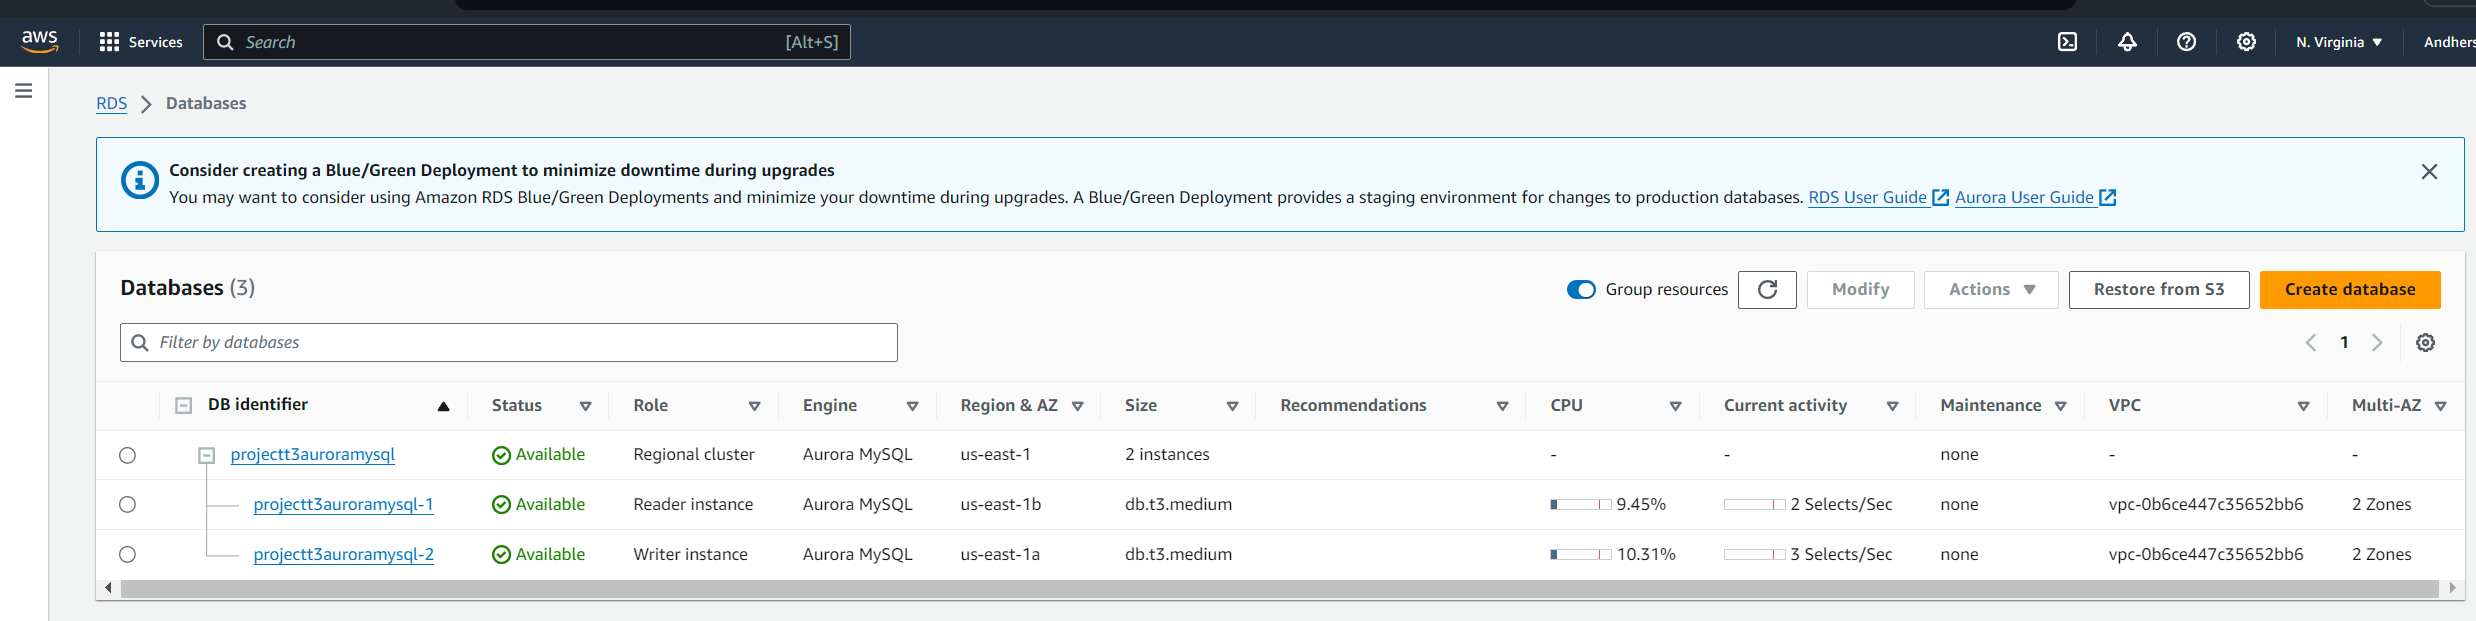 aws Services Search [Alt+S] N. Virginia
RDS Databases
Consider creating a Blue/Green Deployment to minimize downtime during upgrades
You may want to consider using Amazon RDS Blue/Green Deployments and minimize your downtime during upgrades. A Blue/Green Deployment provides a staging environment for changes to production databases. RDS User Guide Aurora User Guide
Databases (3) Group resources Modify Actions Restore from S3 Create database
Filter by databases 1
DB identifier Status Role Engine Region & AZ Size Recommendations CPU Current activity Maintenance VPC Multi-AZ
projectt3auroramysql Available Regional cluster Aurora MySQL us-east-1 2 instances - - none - -
projectt3auroramysql-1 Available Reader instance Aurora MySQL us-east-1b db.t3.medium 9.45% 2 Selects/Sec none vpc-0b6ce447c35652bb6 2 Zones
projectt3auroramysql-2 Available Writer instance Aurora MySQL us-east-1a db.t3.medium 10.31% 3 Selects/Sec none vpc-0b6ce447c35652bb6 2 Zones